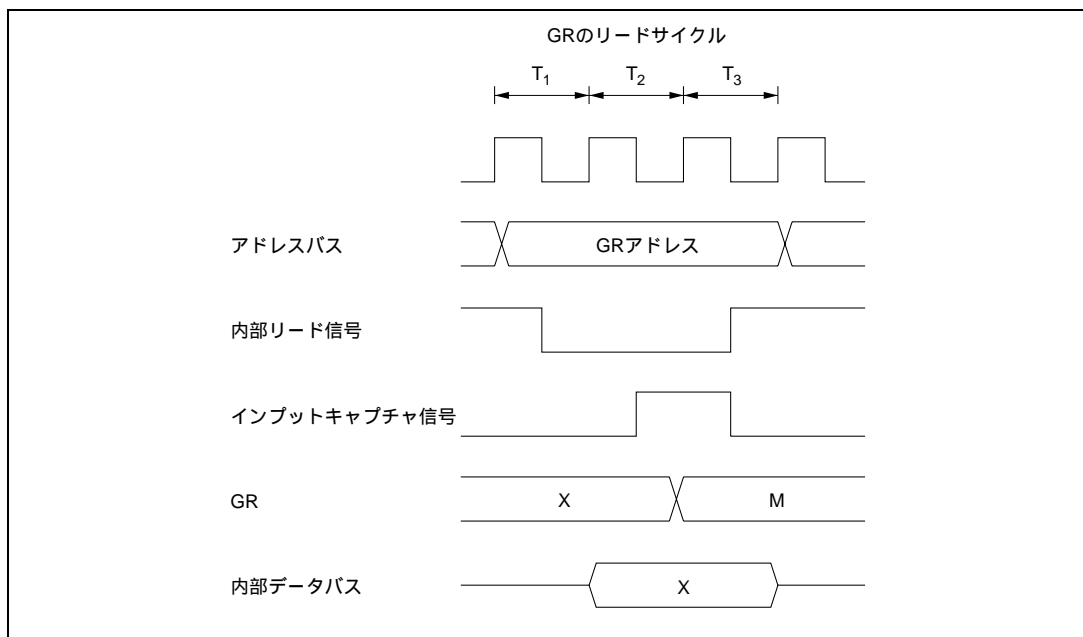 GRのリードサイクル
T₁ T₂ T₃
アドレスバス GRアドレス
内部リード信号
インプットキャプチャ信号
GR X M
内部データバス X